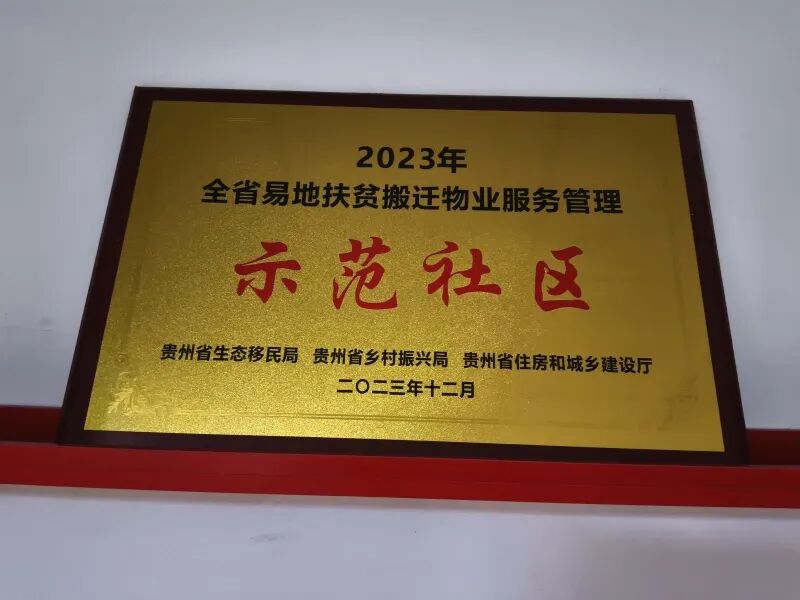 2023年
全省易地扶贫搬迁物业服务管理
示范社区
贵州省生态移民局 贵州省乡村振兴局 贵州省住房和城乡建设厅
二〇二三年十二月